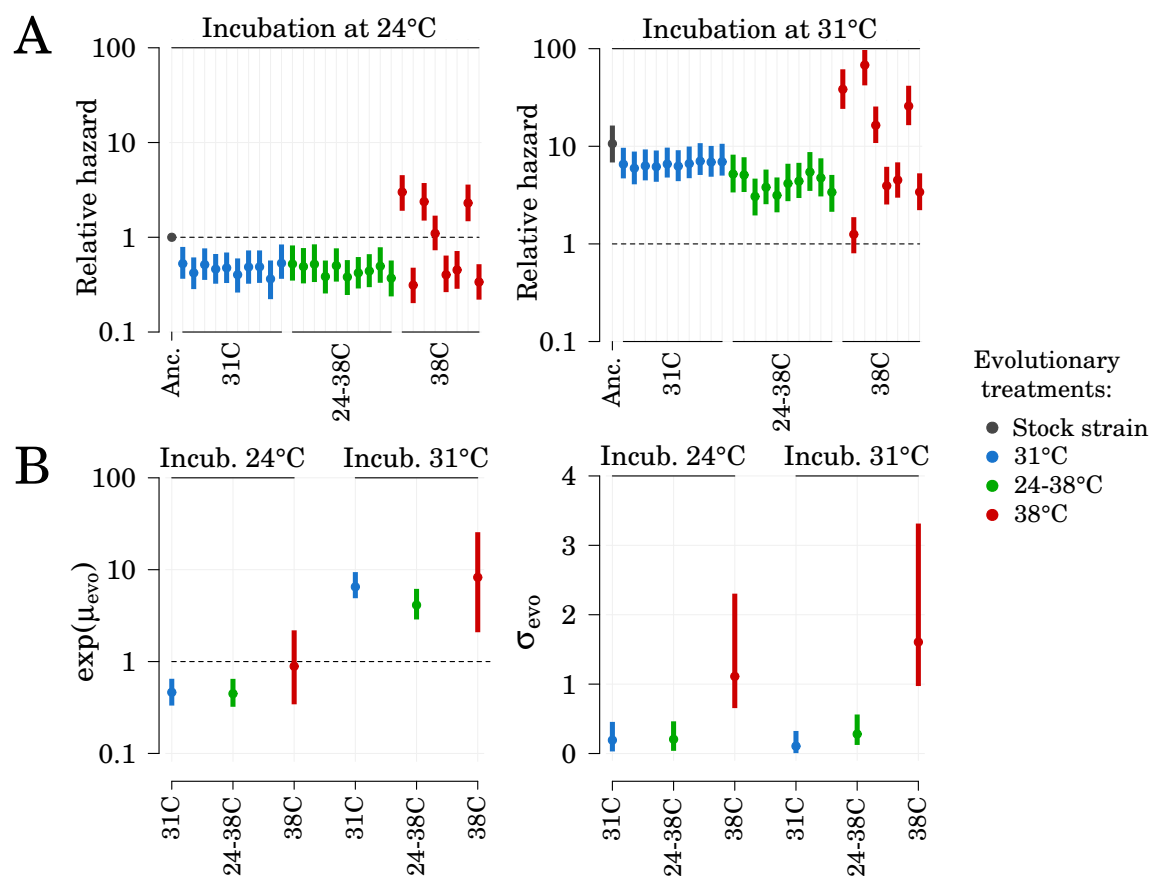 A
Incubation at 24°C
Relative hazard
100
10
1
0.1
Anc.
31C
24-38C
38C
Incubation at 31°C
Relative hazard
100
10
1
0.1
Anc.
31C
24-38C
38C
Evolutionary
treatments:
Stock strain
31°C
24-38°C
38°C
B
Incub. 24°C
Incub. 31°C
exp(μevo)
100
10
1
0.1
31C
24-38C
38C
31C
24-38C
38C
Incub. 24°C
Incub. 31°C
σevo
4
3
2
1
0
31C
24-38C
38C
31C
24-38C
38C